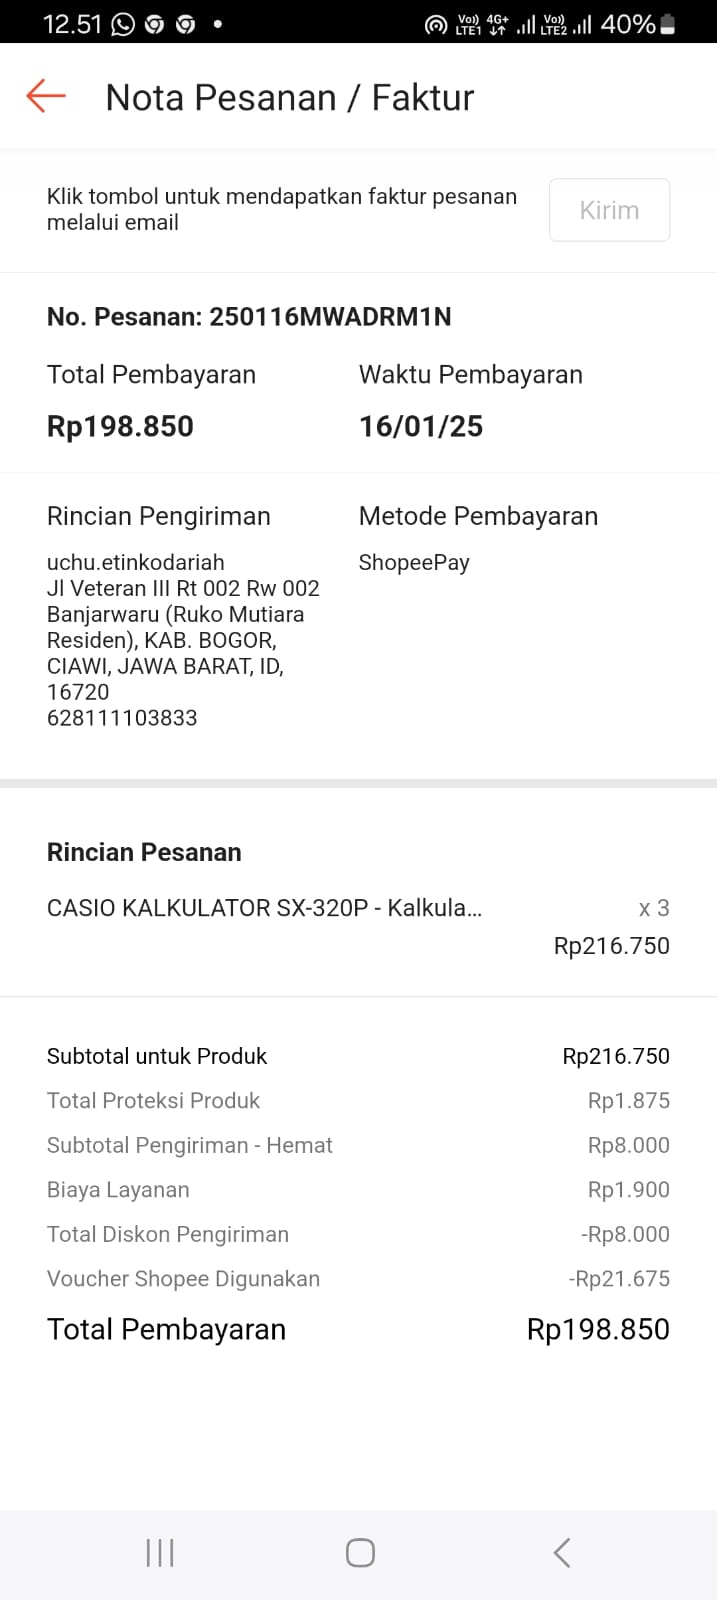 12.51
Voi) 4G+ Voi) 40%
LTE1 LTE2
Nota Pesanan / Faktur
Klik tombol untuk mendapatkan faktur pesanan
melalui email
Kirim
No. Pesanan: 250116MWADRM1N
Total Pembayaran
Waktu Pembayaran
Rp198.850
16/01/25
Rincian Pengiriman
Metode Pembayaran
uchu.etinkodariah
ShopeePay
Jl Veteran III Rt 002 Rw 002
Banjarwaru (Ruko Mutiara
Residen), KAB. BOGOR,
CIAWI, JAWA BARAT, ID,
16720
628111103833
Rincian Pesanan
CASIO KALKULATOR SX-320P - Kalkula...
x 3
Rp216.750
Subtotal untuk Produk Rp216.750
Total Proteksi Produk Rp1.875
Subtotal Pengiriman - Hemat Rp8.000
Biaya Layanan Rp1.900
Total Diskon Pengiriman -Rp8.000
Voucher Shopee Digunakan -Rp21.675
Total Pembayaran Rp198.850